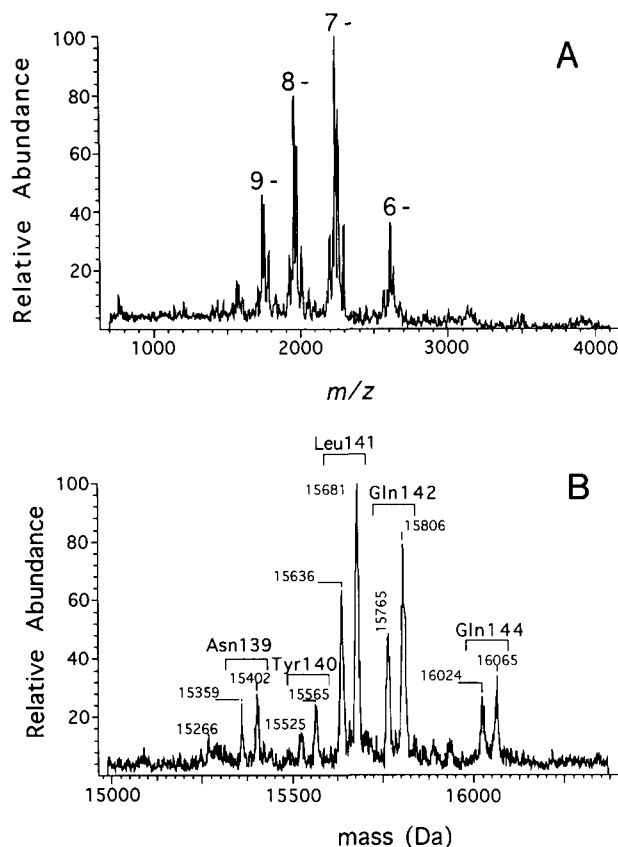 A
Relative Abundance
100
80
60
40
20
9 -
8 -
7 -
6 -
1000 2000 3000 4000
m/z
B
Relative Abundance
100
80
60
40
20
Leu141
15681
Gln142
15806
15636
15765
Asn139
15402
15359
15266
Tyr140
15565
15525
Gln144
16065
16024
15000 15500 16000
mass (Da)